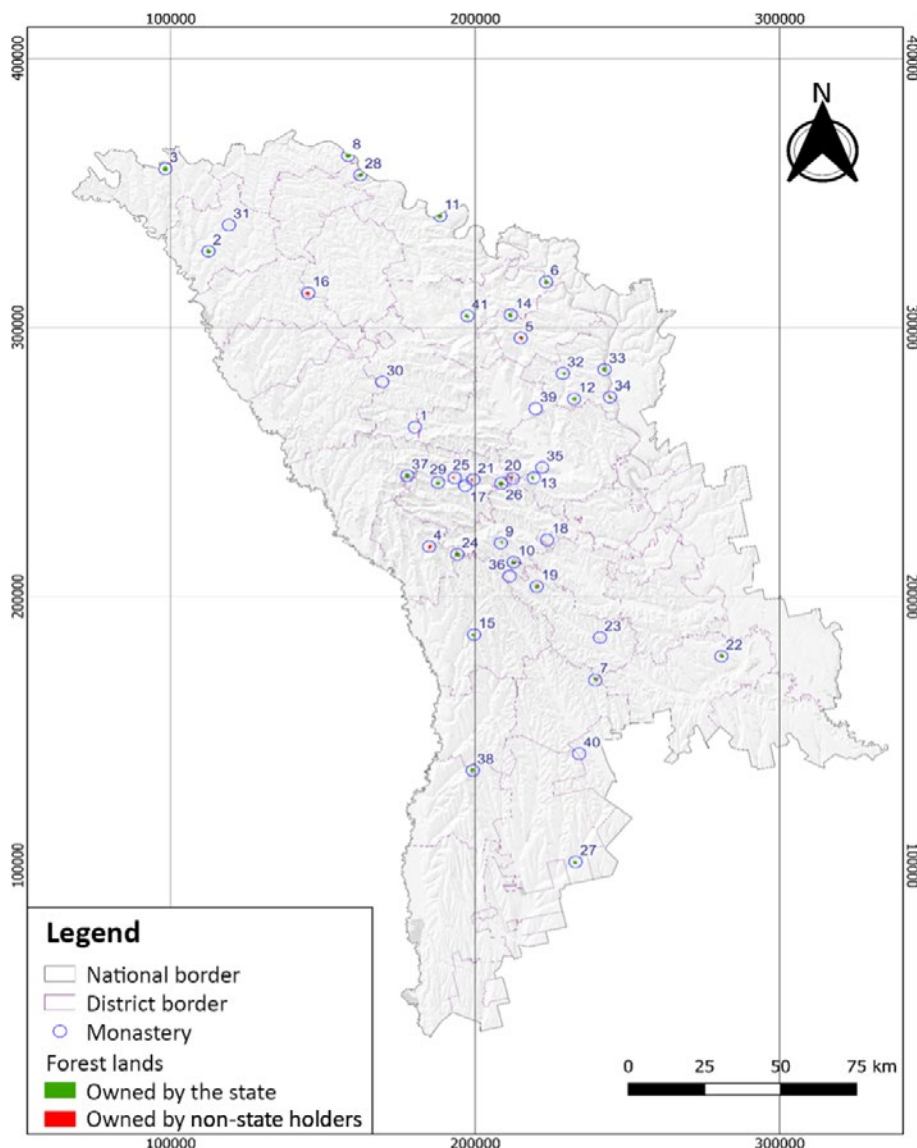 100000 200000 300000
400000 400000
N
8
3
28
11
31
2
6
16
41 14
5
300000 300000
33
32
30
12 34
39
1
35
37 29 25 21 20
13
17 26
18
4 9
24 10
36
19
200000 200000
15 23
22
7
40
38
27
100000 100000
Legend
National border
District border
Monastery
Forest lands
Owned by the state
Owned by non-state holders
0 25 50 75 km
100000 200000 300000